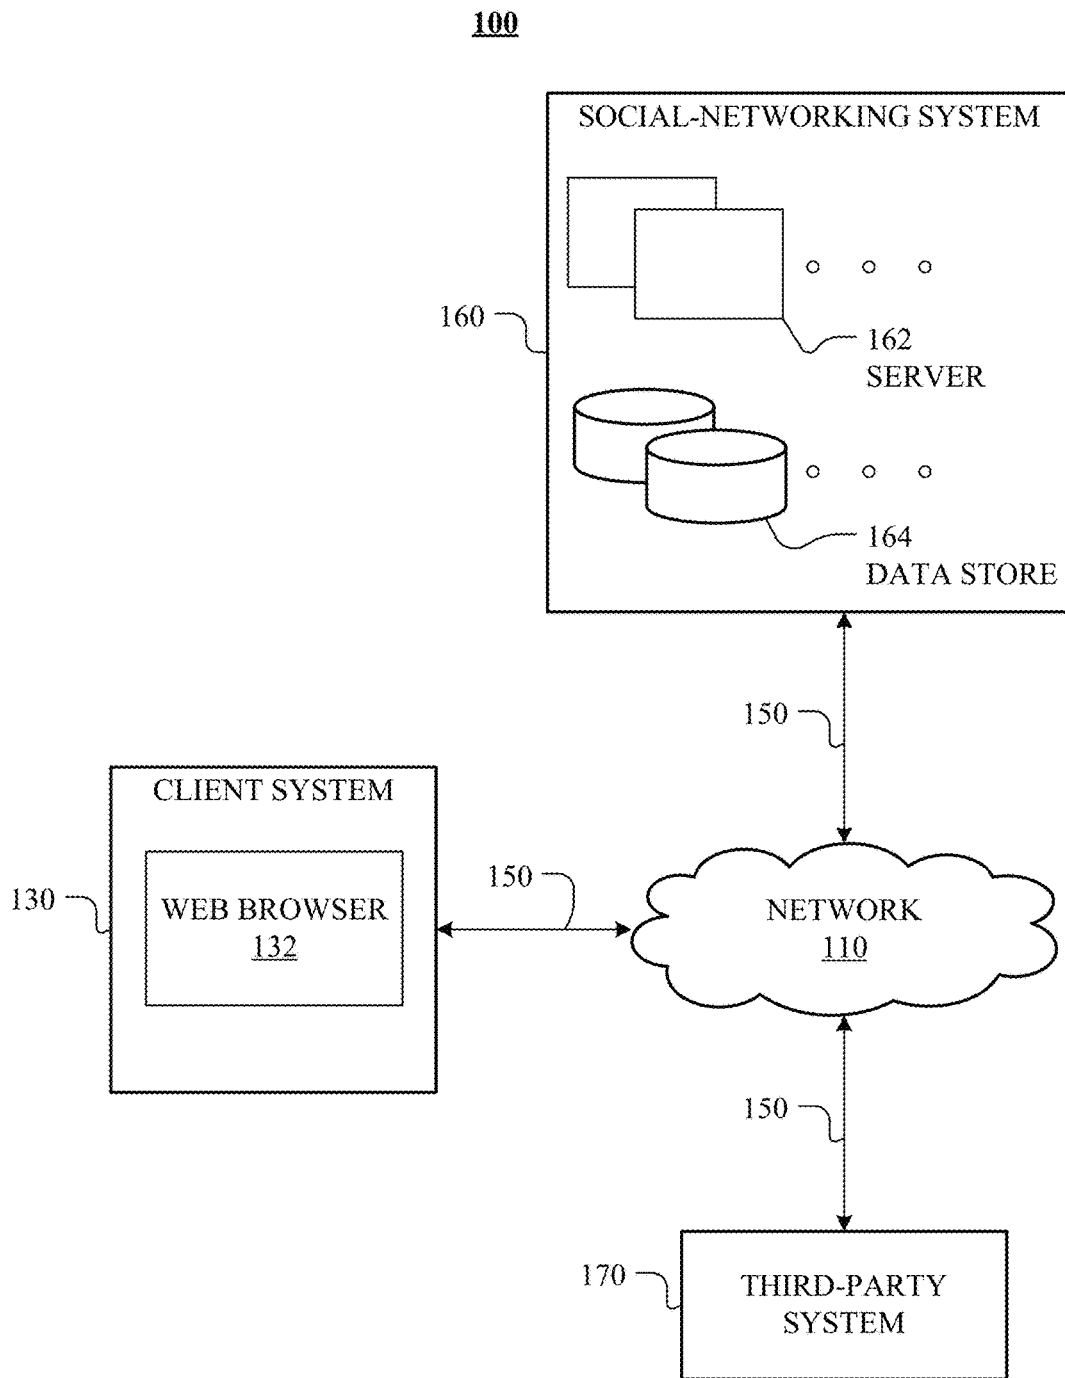 100
SOCIAL-NETWORKING SYSTEM
160
162
SERVER
164
DATA STORE
150
CLIENT SYSTEM
130
WEB BROWSER
132
150
NETWORK
110
150
170
THIRD-PARTY
SYSTEM